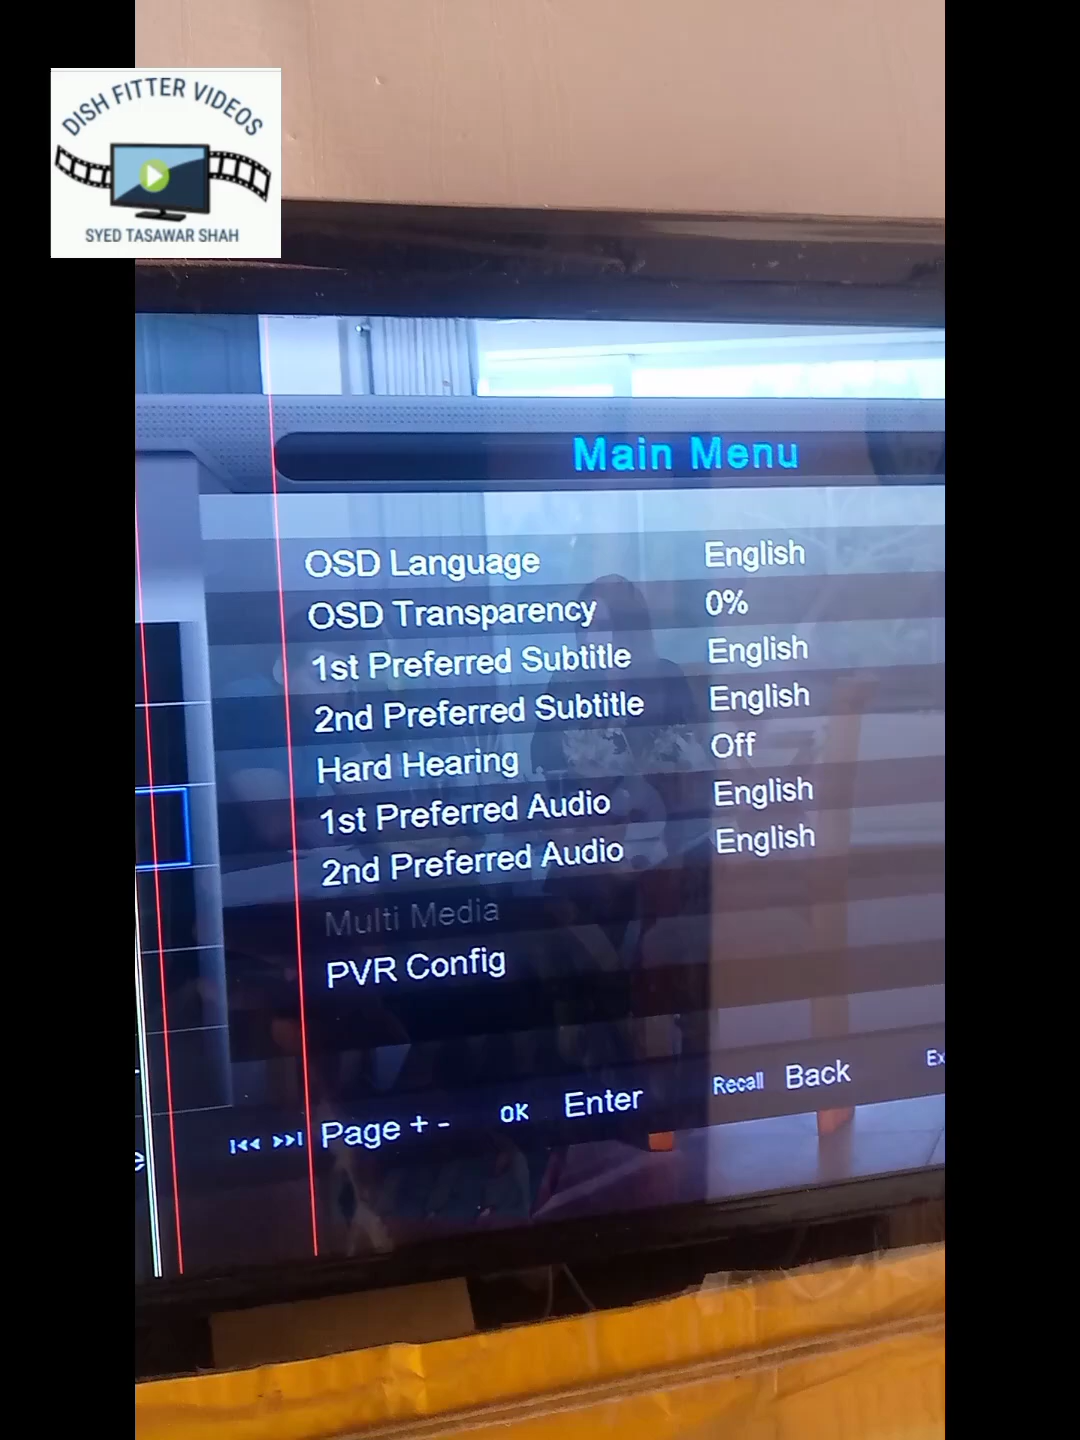 DISH FITTER VIDEOS
SYED TASAWAR SHAH
Main Menu
OSD Language English
OSD Transparency 0%
1st Preferred Subtitle English
2nd Preferred Subtitle English
Hard Hearing Off
1st Preferred Audio English
2nd Preferred Audio English
Multi Media
PVR Config
Page + - OK Enter Recall Back